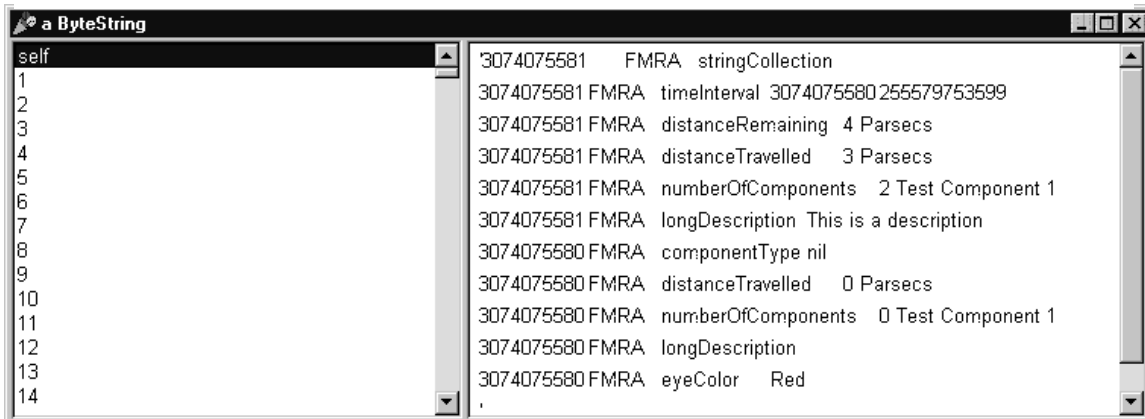 a ByteString
self
1
2
3
4
5
6
7
8
9
10
11
12
13
14
'3074075581 FMRA stringCollection
3074075581 FMRA timeInterval 3074075580 255579753599
3074075581 FMRA distanceRemaining 4 Parsecs
3074075581 FMRA distanceTravelled 3 Parsecs
3074075581 FMRA numberOfComponents 2 Test Component 1
3074075581 FMRA longDescription This is a description
3074075580 FMRA componentType nil
3074075580 FMRA distanceTravelled 0 Parsecs
3074075580 FMRA numberOfComponents 0 Test Component 1
3074075580 FMRA longDescription
3074075580 FMRA eyeColor Red
'